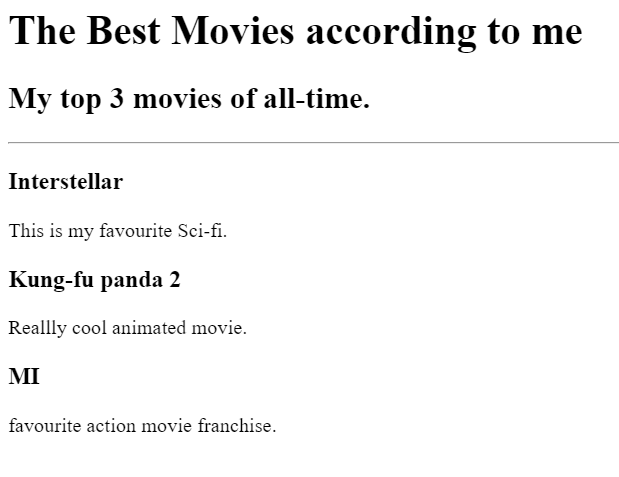 The Best Movies according to me
My top 3 movies of all-time.
Interstellar
This is my favourite Sci-fi.
Kung-fu panda 2
Reallly cool animated movie.
MI
favourite action movie franchise.